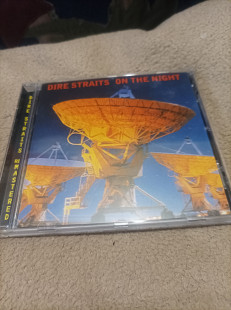 DIRE STRAITS ON THE NIGHT
DIRE STRAITS REMASTERED